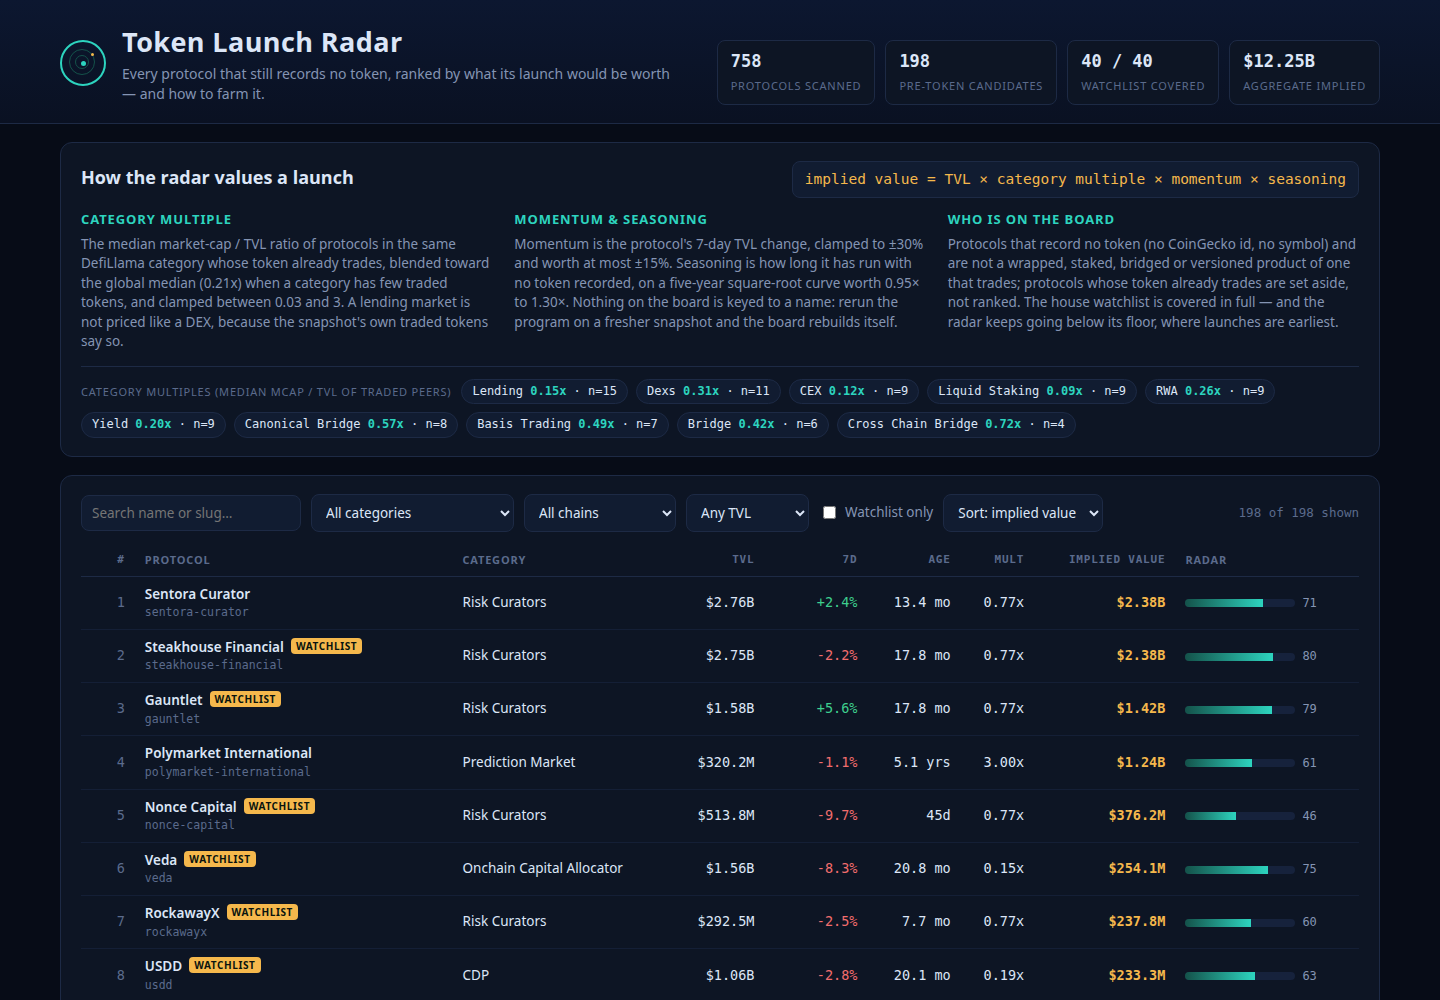 Token Launch Radar
Every protocol that still records no token, ranked by what its launch would be worth
— and how to farm it.
758
PROTOCOLS SCANNED
198
PRE-TOKEN CANDIDATES
40 / 40
WATCHLIST COVERED
$12.25B
AGGREGATE IMPLIED
How the radar values a launch
implied value = TVL × category multiple × momentum × seasoning
CATEGORY MULTIPLE
The median market-cap / TVL ratio of protocols in the same
DefiLlama category whose token already trades, blended toward
the global median (0.21x) when a category has few traded
tokens, and clamped between 0.03 and 3. A lending market is
not priced like a DEX, because the snapshot's own traded tokens
say so.
MOMENTUM & SEASONING
Momentum is the protocol's 7-day TVL change, clamped to ±30%
and worth at most ±15%. Seasoning is how long it has run with
no token recorded, on a five-year square-root curve worth 0.95×
to 1.30×. Nothing on the board is keyed to a name: rerun the
program on a fresher snapshot and the board rebuilds itself.
WHO IS ON THE BOARD
Protocols that record no token (no CoinGecko id, no symbol) and
are not a wrapped, staked, bridged or versioned product of one
that trades; protocols whose token already trades are set aside,
not ranked. The house watchlist is covered in full — and the
radar keeps going below its floor, where launches are earliest.
CATEGORY MULTIPLES (MEDIAN MCAP / TVL OF TRADED PEERS) Lending 0.15x · n=15 Dexs 0.31x · n=11 CEX 0.12x · n=9 Liquid Staking 0.09x · n=9 RWA 0.26x · n=9
Yield 0.20x · n=9 Canonical Bridge 0.57x · n=8 Basis Trading 0.49x · n=7 Bridge 0.42x · n=6 Cross Chain Bridge 0.72x · n=4
Search name or slug... All categories All chains Any TVL Watchlist only Sort: implied value 198 of 198 shown
# PROTOCOL CATEGORY TVL 7D AGE MULT IMPLIED VALUE RADAR
1 Sentora Curator Risk Curators $2.76B +2.4% 13.4 mo 0.77x $2.38B 71
sentora-curator
2 Steakhouse Financial WATCHLIST Risk Curators $2.75B -2.2% 17.8 mo 0.77x $2.38B 80
steakhouse-financial
3 Gauntlet WATCHLIST Risk Curators $1.58B +5.6% 17.8 mo 0.77x $1.42B 79
gauntlet
4 Polymarket International Prediction Market $320.2M -1.1% 5.1 yrs 3.00x $1.24B 61
polymarket-international
5 Nonce Capital WATCHLIST Risk Curators $513.8M -9.7% 45d 0.77x $376.2M 46
nonce-capital
6 Veda WATCHLIST Onchain Capital Allocator $1.56B -8.3% 20.8 mo 0.15x $254.1M 75
veda
7 RockawayX WATCHLIST Risk Curators $292.5M -2.5% 7.7 mo 0.77x $237.8M 60
rockawayx
8 USDD WATCHLIST CDP $1.06B -2.8% 20.1 mo 0.19x $233.3M 63
usdd